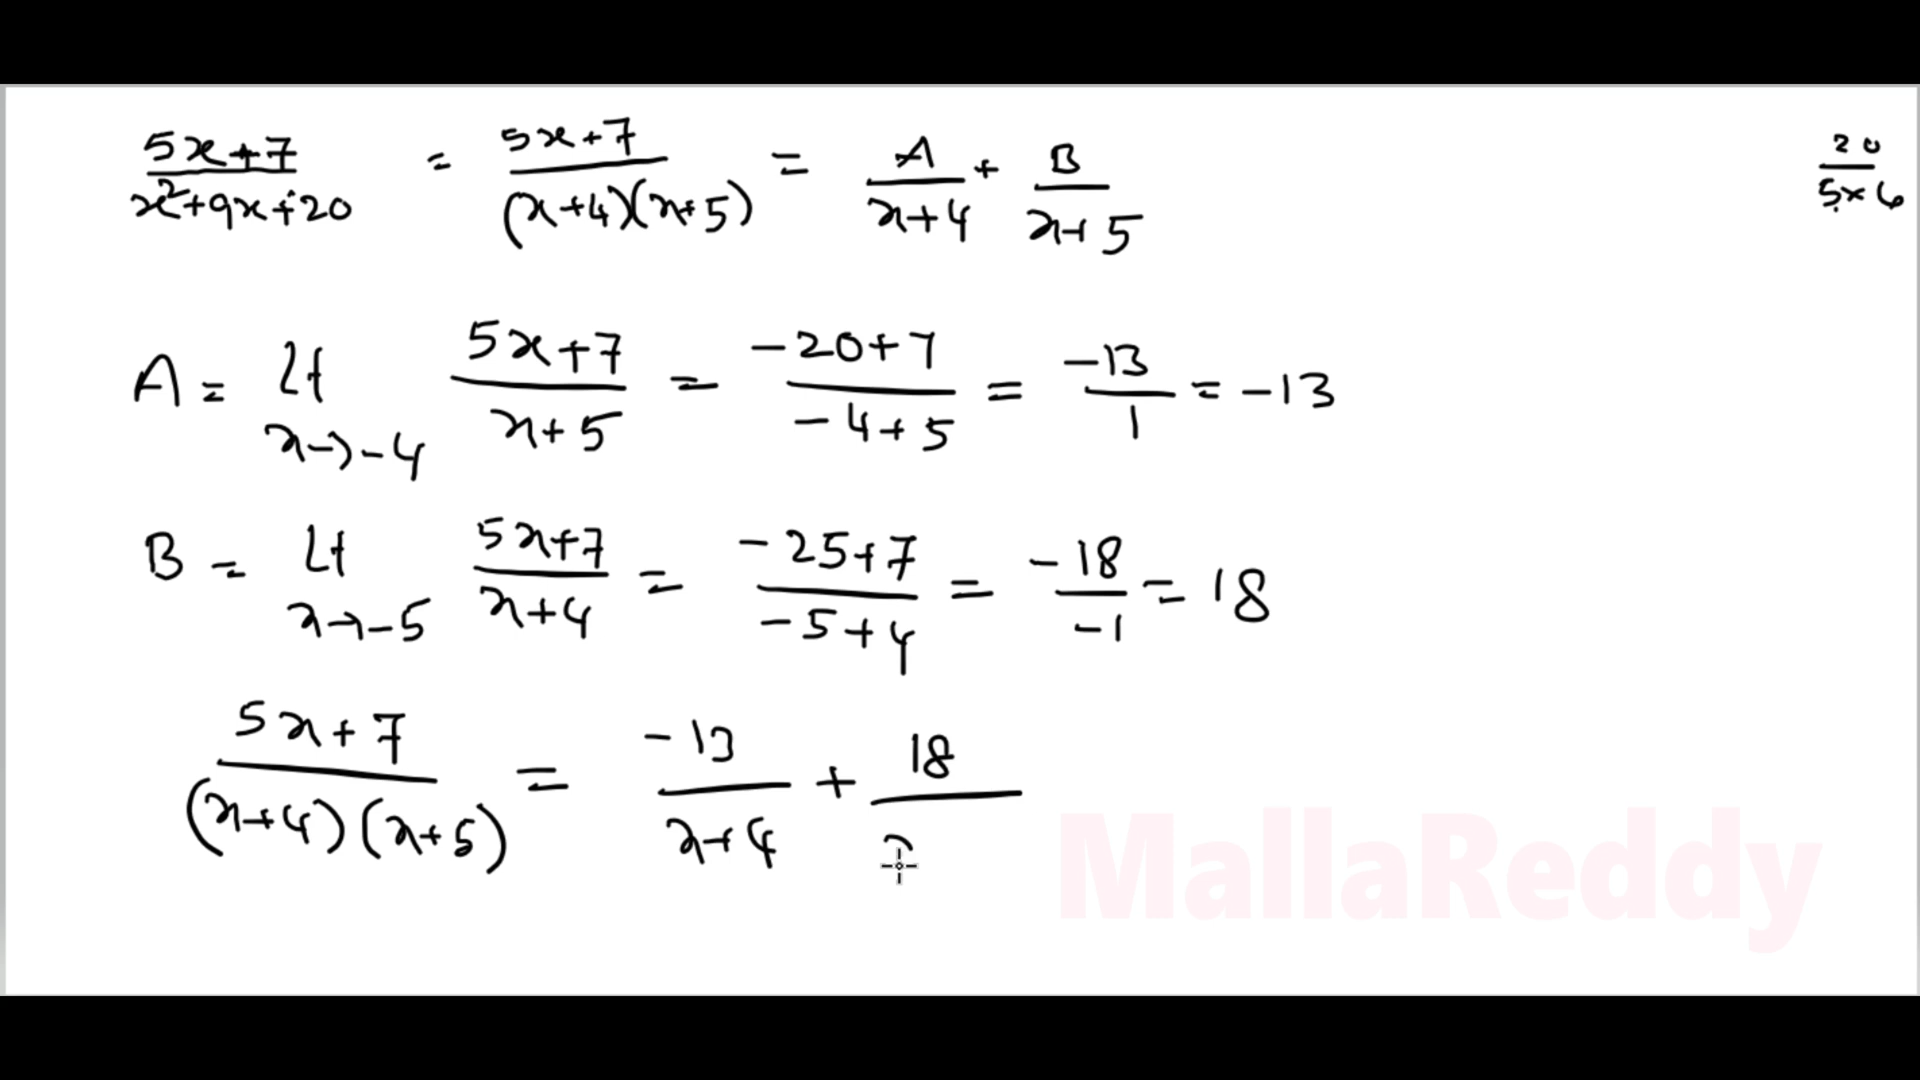 5x+7/x²+9x+20 = 5x+7/(x+4)(x+5) = A/x+4 + B/x+5
20/5×6
A = Lt x→-4 5x+7/x+5 = -20+7/-4+5 = -13/1 = -13
B = Lt x→-5 5x+7/x+4 = -25+7/-5+4 = -18/-1 = 18
5x+7/(x+4)(x+5) = -13/x+4 + 18/
MallaReddy